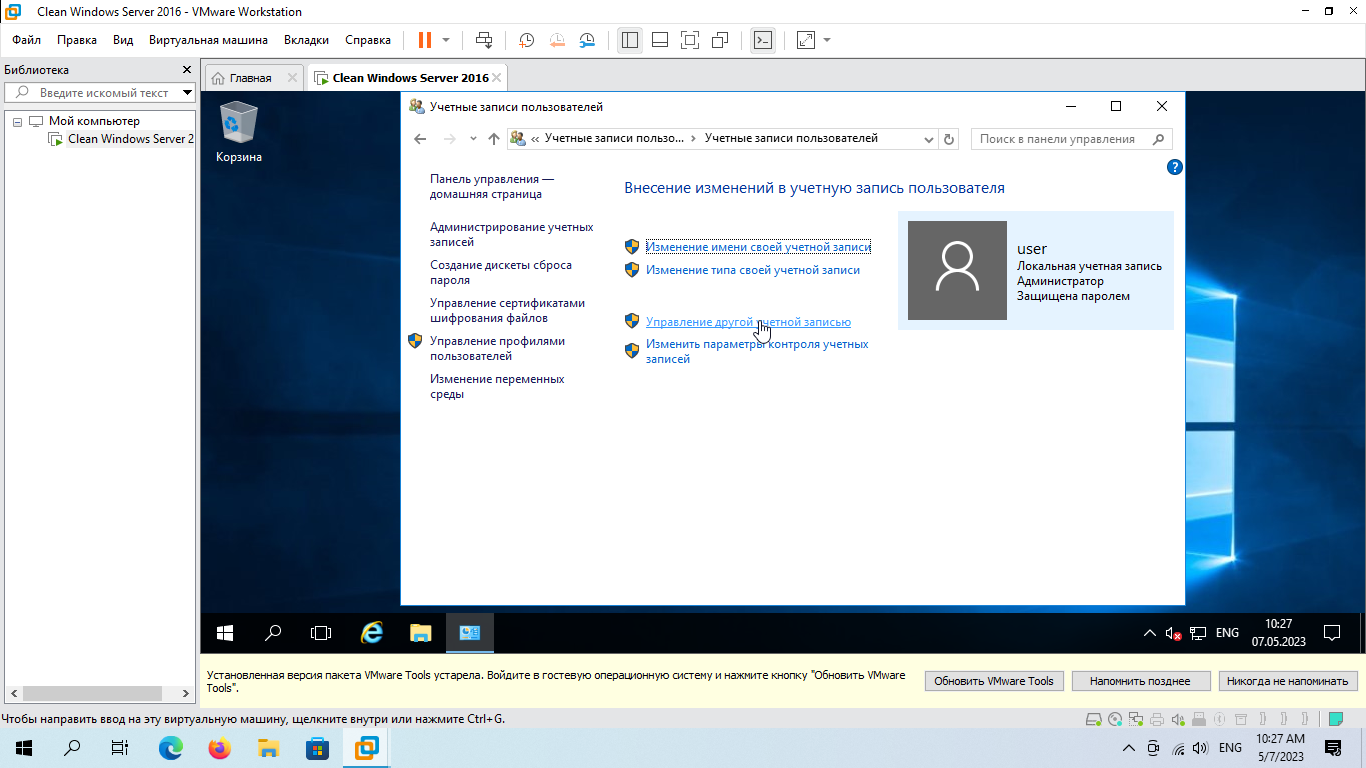 Clean Windows Server 2016 - VMware Workstation
Файл Правка Вид Виртуальная машина Вкладки Справка
Библиотека
Введите искомый текст
Мой компьютер
Clean Windows Server 2
Главная
Clean Windows Server 2016
Корзина
Учетные записи пользователей
« Учетные записи пользо... › Учетные записи пользователей
Поиск в панели управления
Панель управления —
домашняя страница
Администрирование учетных
записей
Создание дискеты сброса
пароля
Управление сертификатами
шифрования файлов
Управление профилями
пользователей
Изменение переменных
среды
Внесение изменений в учетную запись пользователя
Изменение имени своей учетной записи
Изменение типа своей учетной записи
Управление другой учетной записью
Изменить параметры контроля учетных
записей
user
Локальная учетная запись
Администратор
Защищена паролем
ENG
10:27
07.05.2023
Установленная версия пакета VMware Tools устарела. Войдите в гостевую операционную систему и нажмите кнопку "Обновить VMware
Tools".
Обновить VMware Tools
Напомнить позднее
Никогда не напоминать
Чтобы направить ввод на эту виртуальную машину, щелкните внутри или нажмите Ctrl+G.
ENG
10:27 AM
5/7/2023